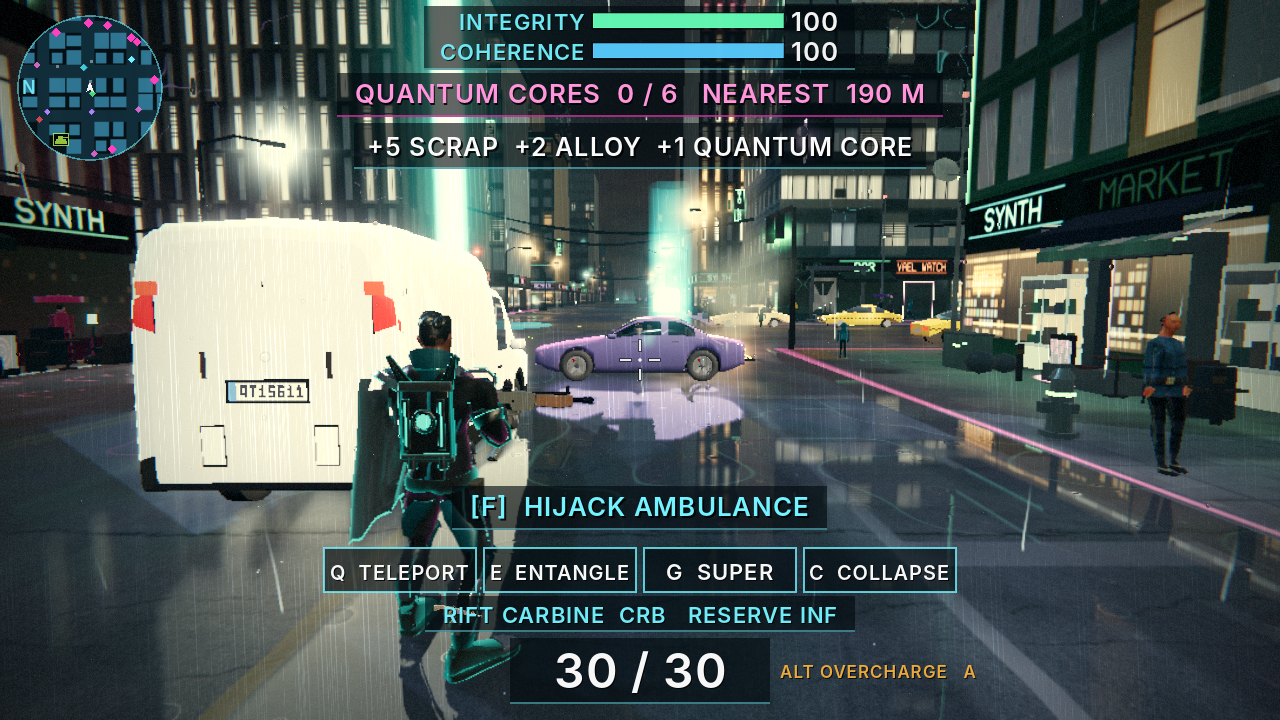 INTEGRITY 100
COHERENCE 100
N
QUANTUM CORES 0 / 6 NEAREST 190 M
+5 SCRAP +2 ALLOY +1 QUANTUM CORE
SYNTH
SYNTH
MARKET
BAR
VAEL WATCH
QT15611
[F] HIJACK AMBULANCE
Q TELEPORT
E ENTANGLE
G SUPER
C COLLAPSE
RIFT CARBINE CRB RESERVE INF
30 / 30
ALT OVERCHARGE A